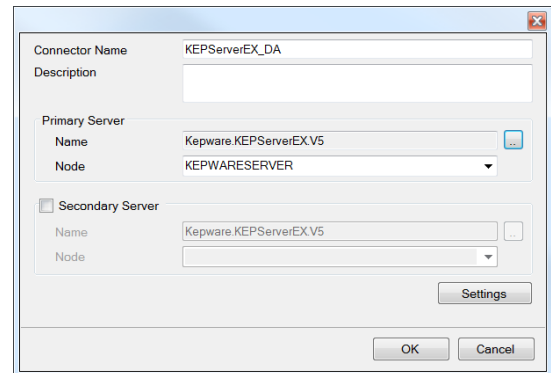 Connector Name KEPServerEX_DA
Description
Primary Server
Name Kepware.KEPServerEX.V5 ..
Node KEPWARESERVER
Secondary Server
Name Kepware.KEPServerEX.V5 ..
Node
Settings
OK Cancel